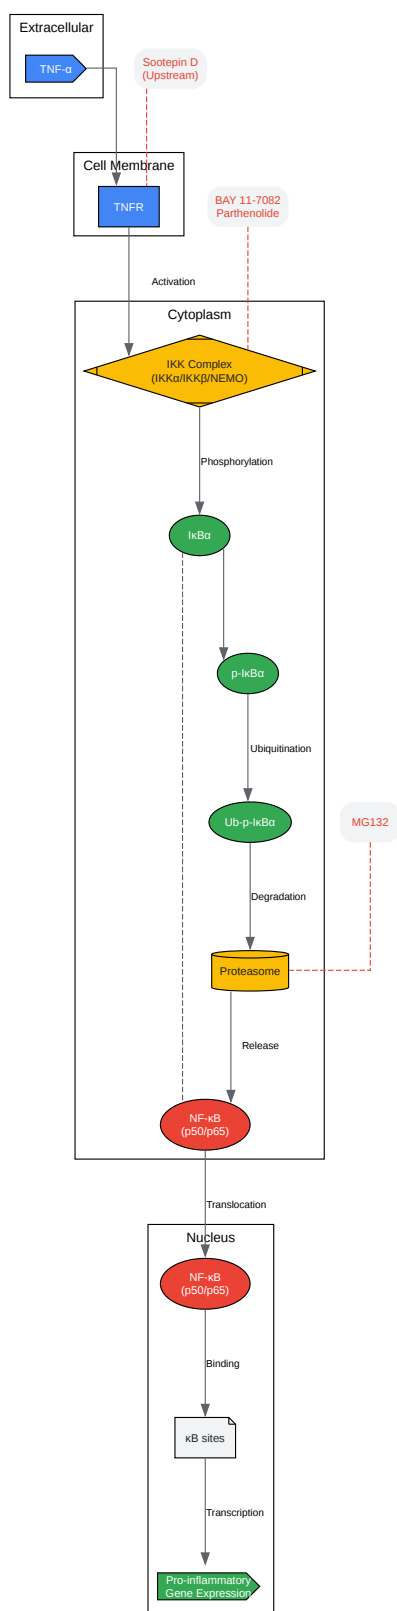 Extracellular
TNF-α
Sootepin D
(Upstream)
Cell Membrane
TNFR
BAY 11-7082
Parthenolide
Activation
Cytoplasm
IKK Complex
(IKKα/IKKβ/NEMO)
Phosphorylation
IκBα
p-IκBα
Ubiquitination
Ub-p-IκBα
MG132
Degradation
Proteasome
Release
NF-κB
(p50/p65)
Translocation
Nucleus
NF-κB
(p50/p65)
Binding
κB sites
Transcription
Pro-inflammatory
Gene Expression